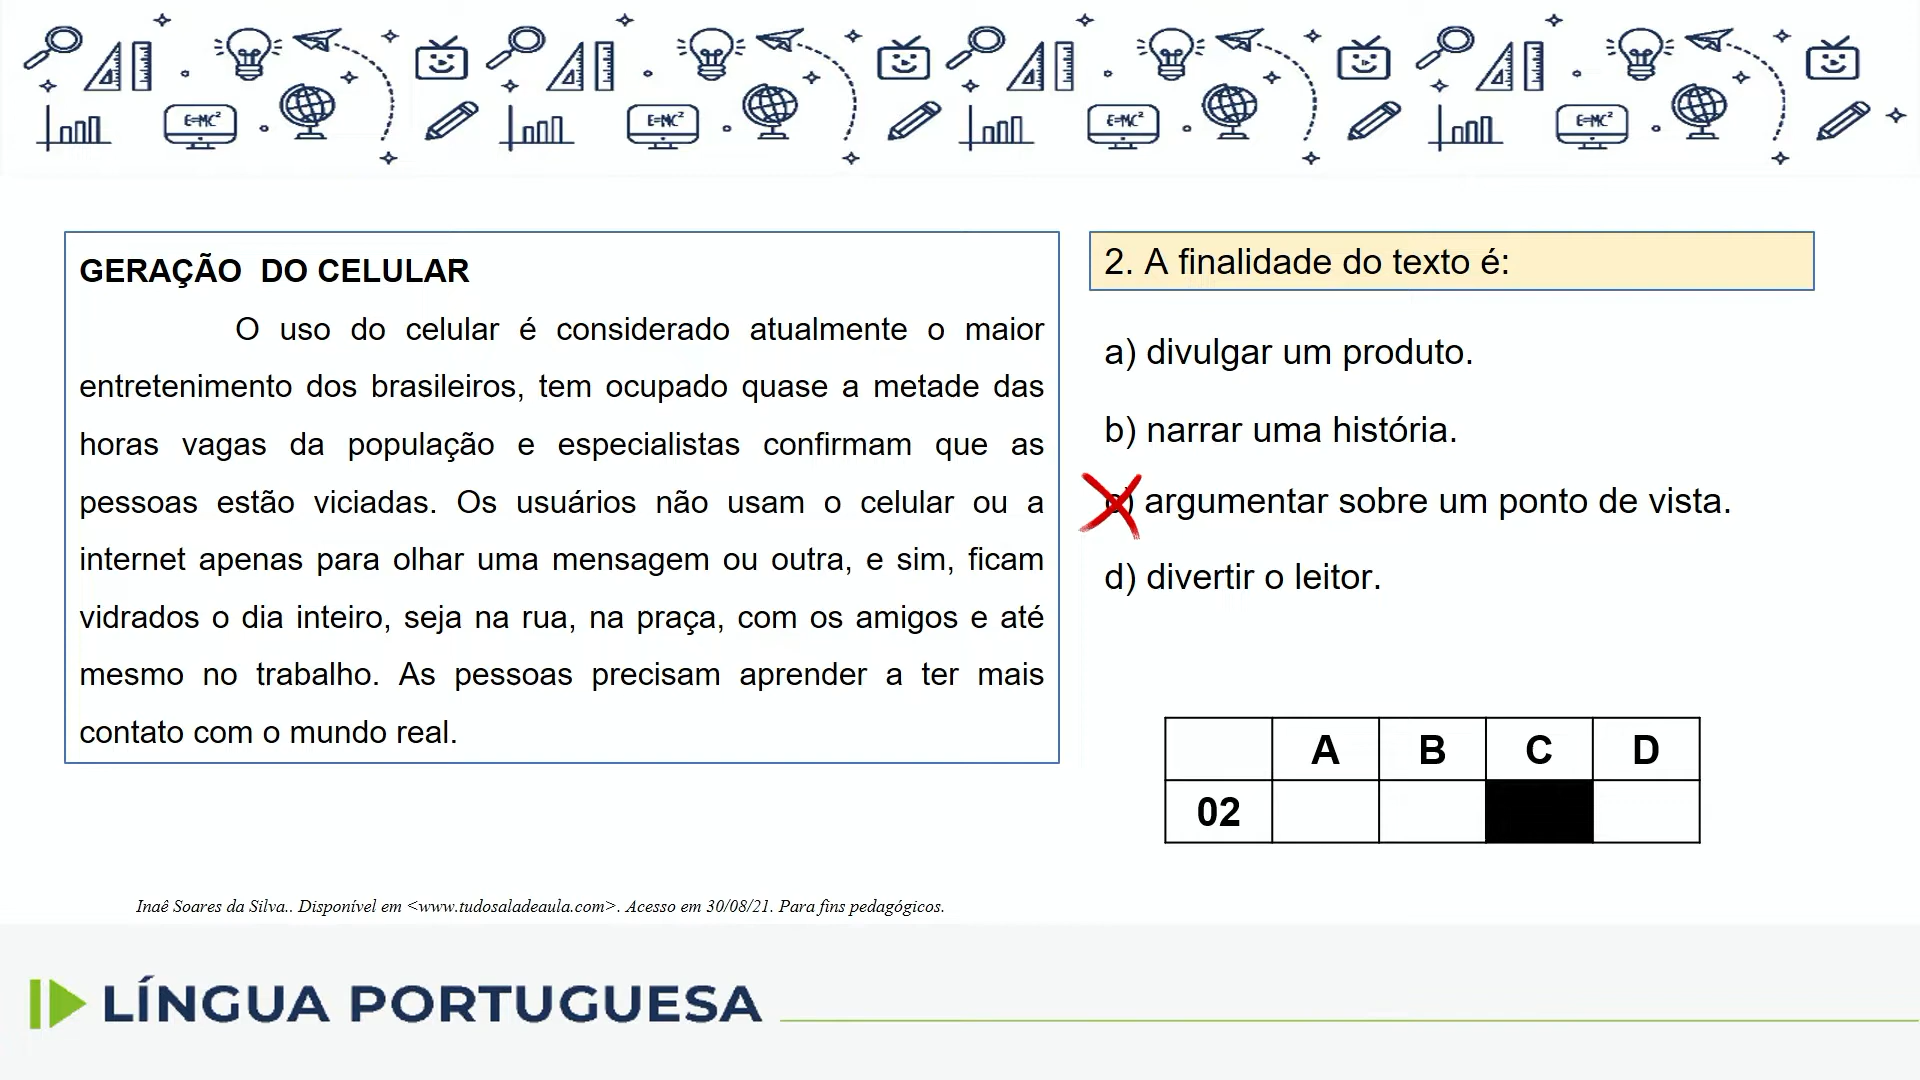 E=MC² E=MC² E=MC² E=MC²
GERAÇÃO DO CELULAR
O uso do celular é considerado atualmente o maior
entretenimento dos brasileiros, tem ocupado quase a metade das
horas vagas da população e especialistas confirmam que as
pessoas estão viciadas. Os usuários não usam o celular ou a
internet apenas para olhar uma mensagem ou outra, e sim, ficam
vidrados o dia inteiro, seja na rua, na praça, com os amigos e até
mesmo no trabalho. As pessoas precisam aprender a ter mais
contato com o mundo real.
Inaê Soares da Silva.. Disponível em <www.tudosaladeaula.com>. Acesso em 30/08/21. Para fins pedagógicos.
2. A finalidade do texto é:
a) divulgar um produto.
b) narrar uma história.
c) argumentar sobre um ponto de vista.
d) divertir o leitor.
A B C D
02
LÍNGUA PORTUGUESA